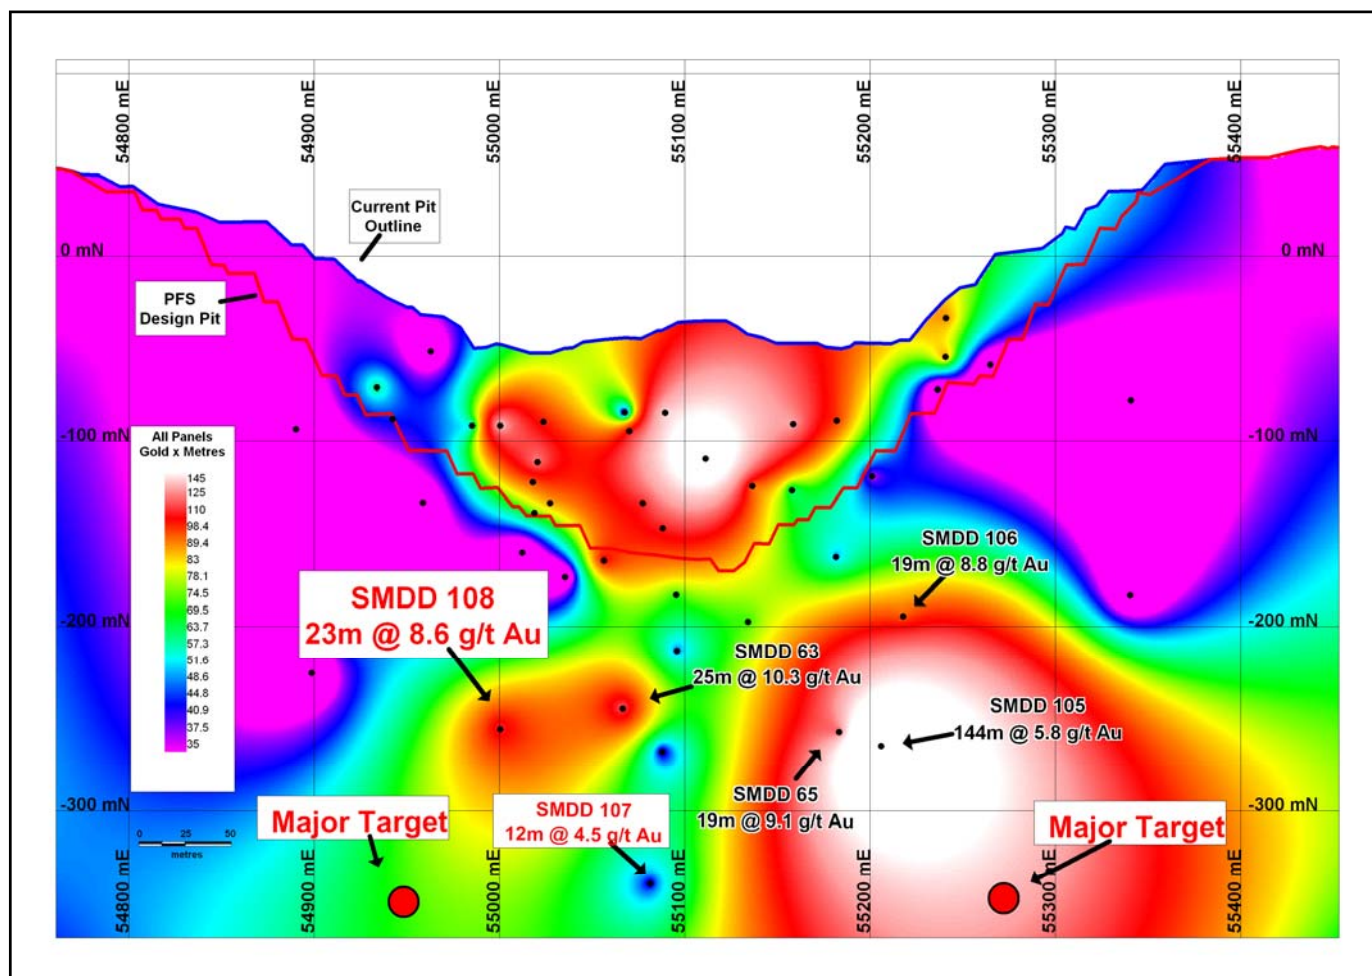 54800 mE
54900 mE
55000 mE
55100 mE
55200 mE
55300 mE
55400 mE
Current Pit
Outline
0 mN
0 mN
PFS
Design Pit
-100 mN
-100 mN
All Panels
Gold x Metres
145
125
110
98.4
89.4
83
78.1
74.5
69.5
63.7
57.3
51.6
44.8
40.9
37.5
35
SMDD 106
19m @ 8.8g/t Au
SMDD 108
23m @ 8.6 g/t Au
-200 mN
-200 mN
SMDD 63
25m @ 10.3 g/t Au
SMDD 105
144m @ 5.8 g/t Au
SMDD 65
19m @ 9.1 g/t Au
-300 mN
-300 mN
SMDD 107
12m @ 4.5 g/t Au
Major Target
Major Target
0 25 50
metres
54800 mE
54900 mE
55000 mE
55100 mE
55200 mE
55300 mE
55400 mE